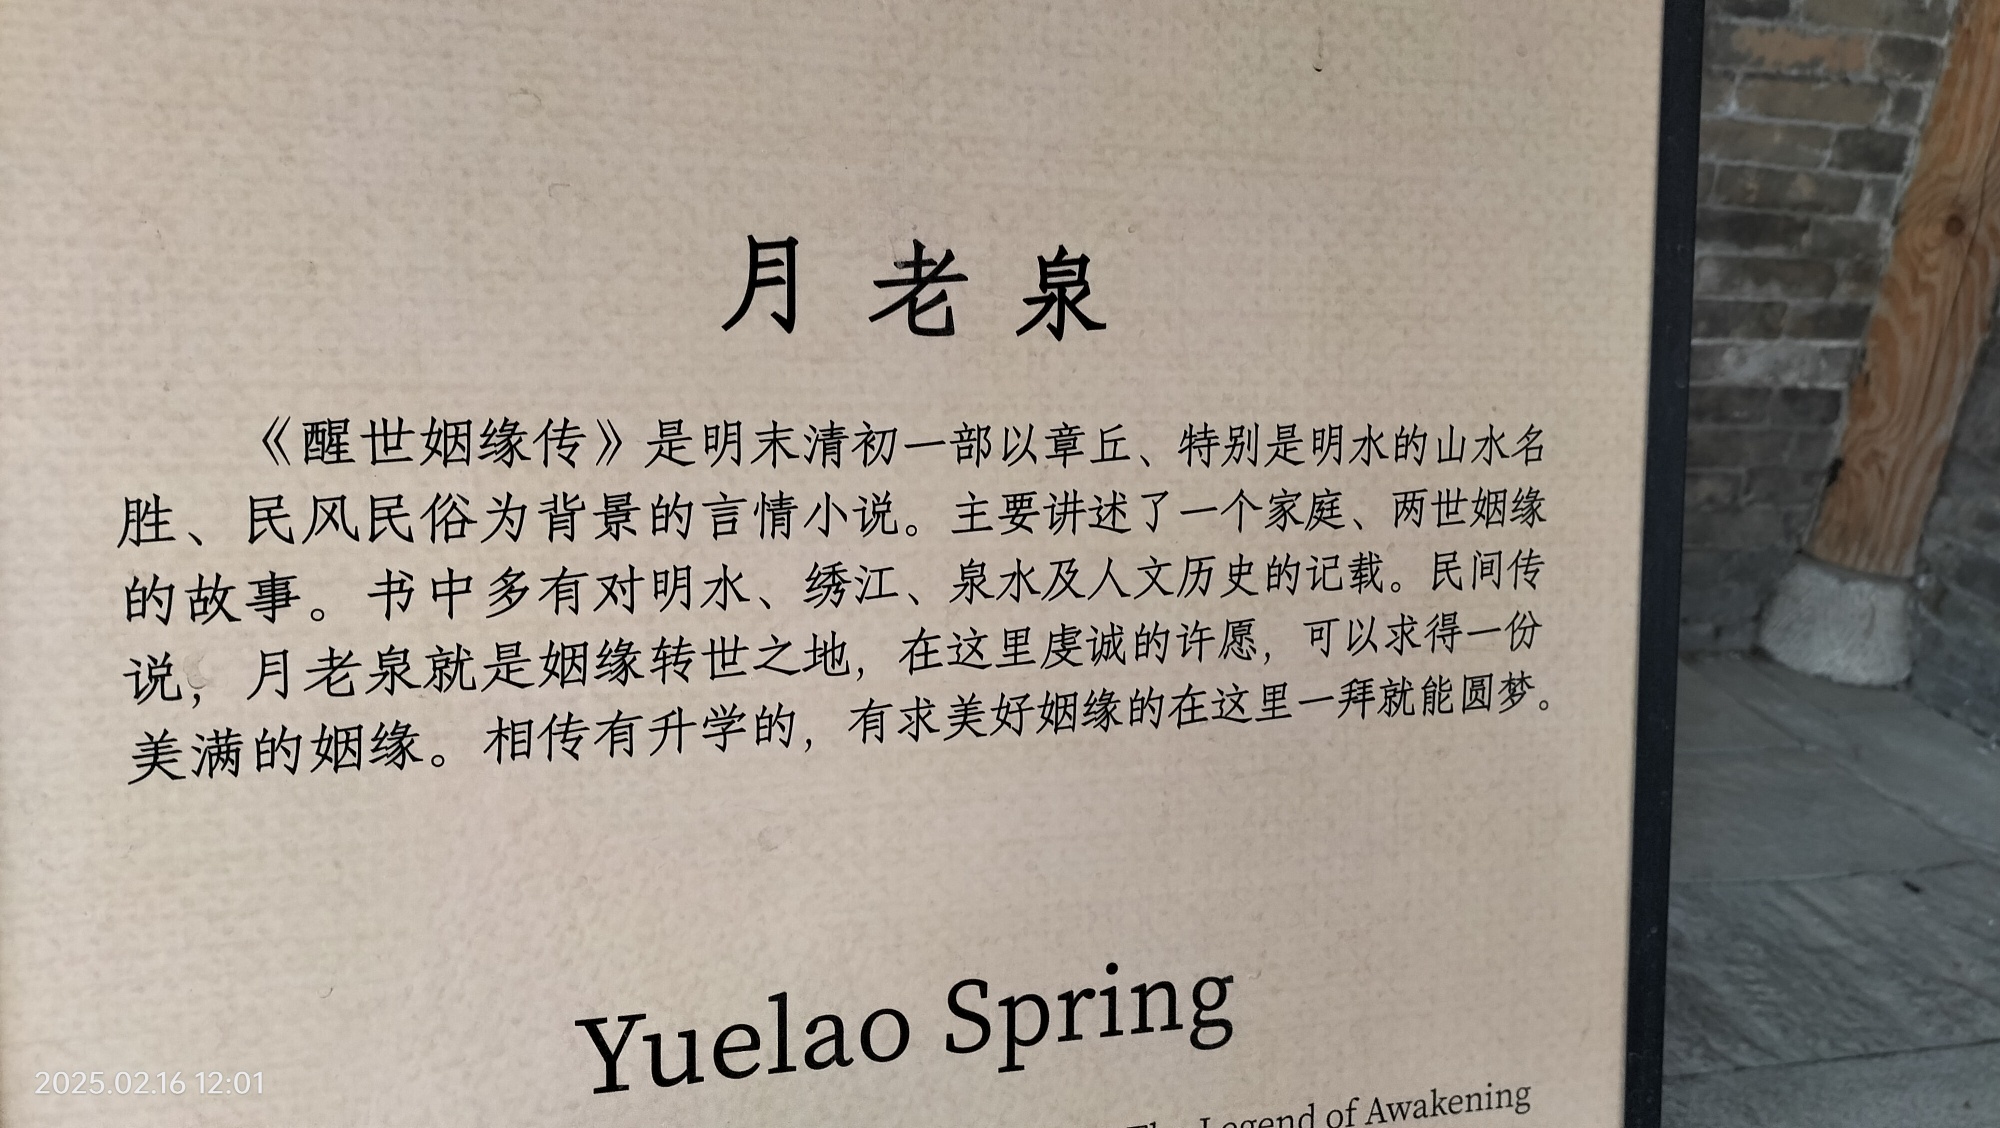 月老泉
《醒世姻缘传》是明末清初一部以章丘、特别是明水的山水名
胜、民风民俗为背景的言情小说。主要讲述了一个家庭、两世姻缘
的故事。书中多有对明水、绣江、泉水及人文历史的记载。民间传
说，月老泉就是姻缘转世之地，在这里虔诚的许愿，可以求得一份
美满的姻缘。相传有升学的，有求美好姻缘的在这里一拜就能圆梦。
Yuelao Spring
The Legend of Awakening
2025.02.16 12:01